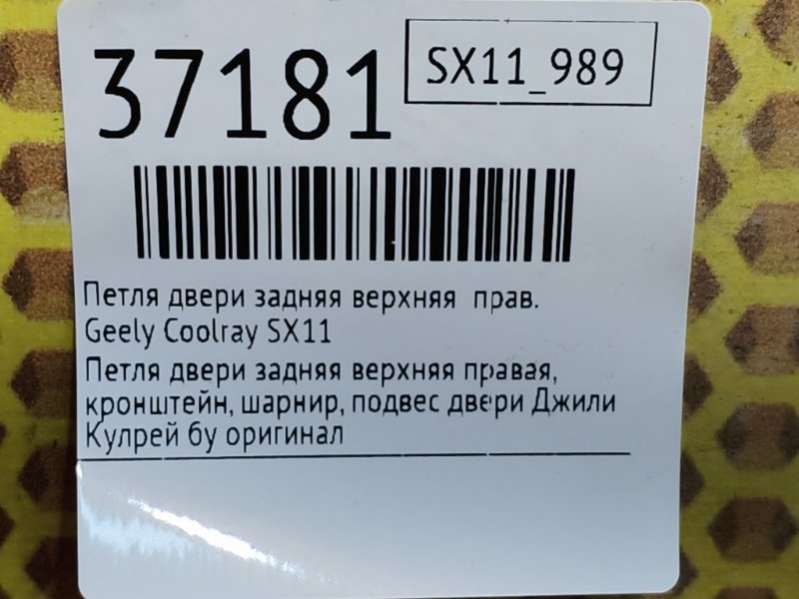 37181
SX11_989
Петля двери задняя верхняя прав.
Geely Coolray SX11
Петля двери задняя верхняя правая,
кронштейн, шарнир, подвес двери Джили
Кулрей бу оригинал